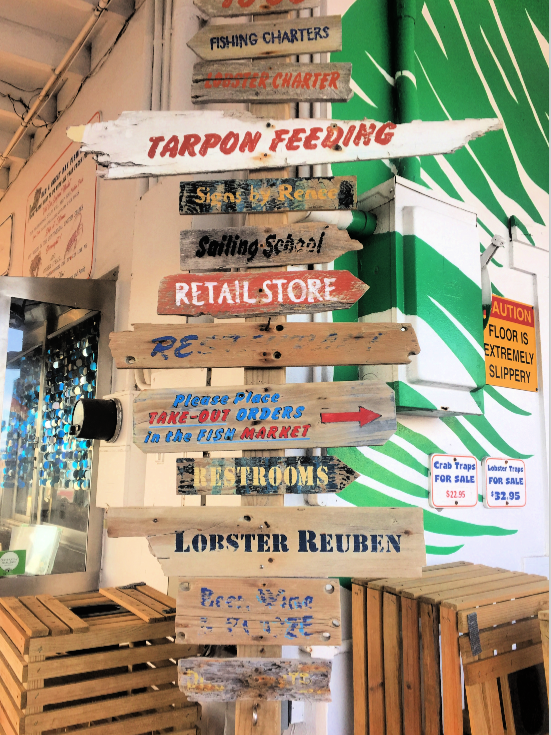 FISHING CHARTERS
LOBSTER CHARTER
TARPON FEEDING
Signs by Renee
Sailing School
RETAIL STORE
Please Place
TAKE-OUT ORDERS
in the FISH MARKET
RESTROOMS
LOBSTER REUBEN
Beer, Wine
& BOOZE
CAUTION
FLOOR IS
EXTREMELY
SLIPPERY
Crab Traps
FOR SALE
$22.95
Lobster Traps
FOR SALE
$32.95